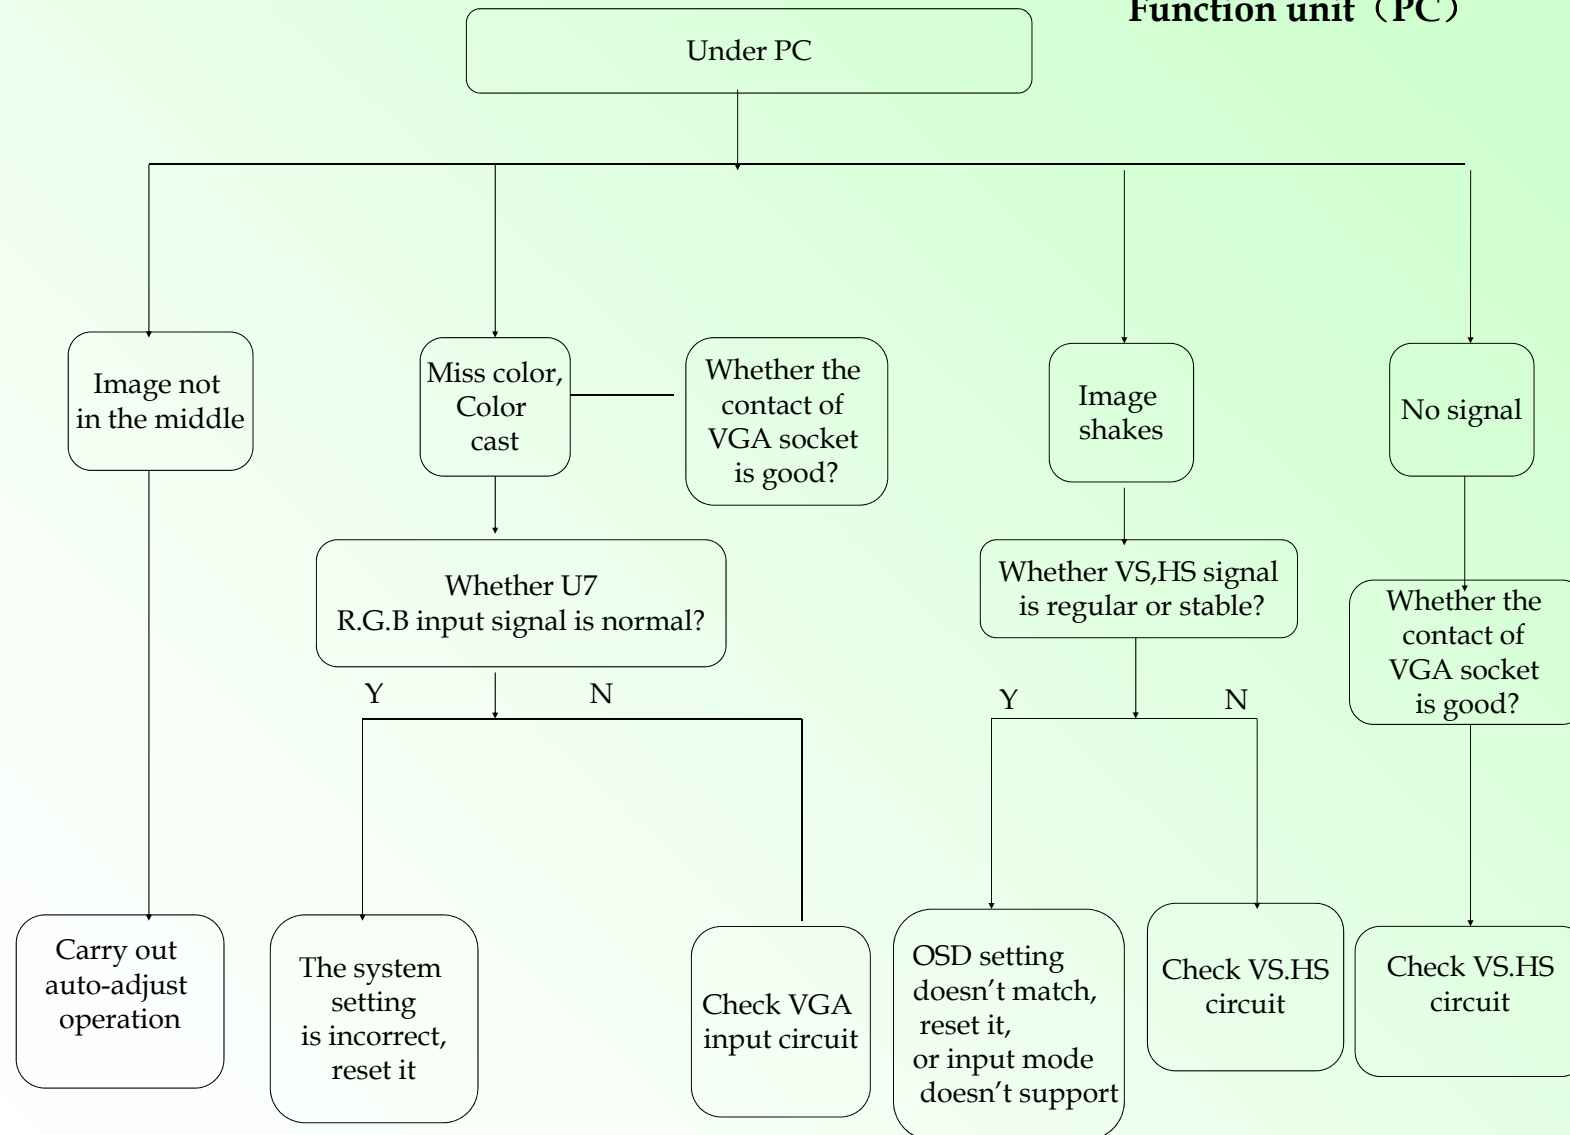 Function unit（PC）
Under PC
Image not
in the middle
Miss color,
Color
cast
Whether the
contact of
VGA socket
is good?
Image
shakes
No signal
Whether U7
R.G.B input signal is normal?
Whether VS,HS signal
is regular or stable?
Whether the
contact of
VGA socket
is good?
Y
N
Y
N
Carry out
auto-adjust
operation
The system
setting
is incorrect,
reset it
Check VGA
input circuit
OSD setting
doesn’t match,
reset it,
or input mode
doesn’t support
Check VS.HS
circuit
Check VS.HS
circuit